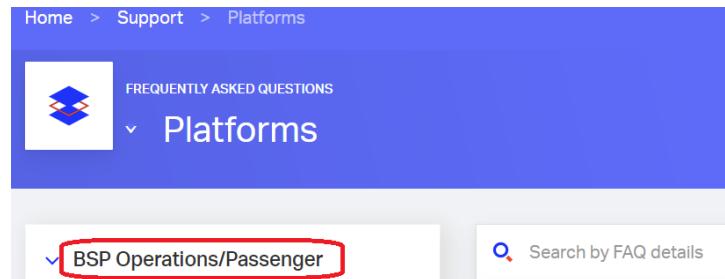 Home > Support > Platforms
FREQUENTLY ASKED QUESTIONS
Platforms
BSP Operations/Passenger
Search by FAQ details